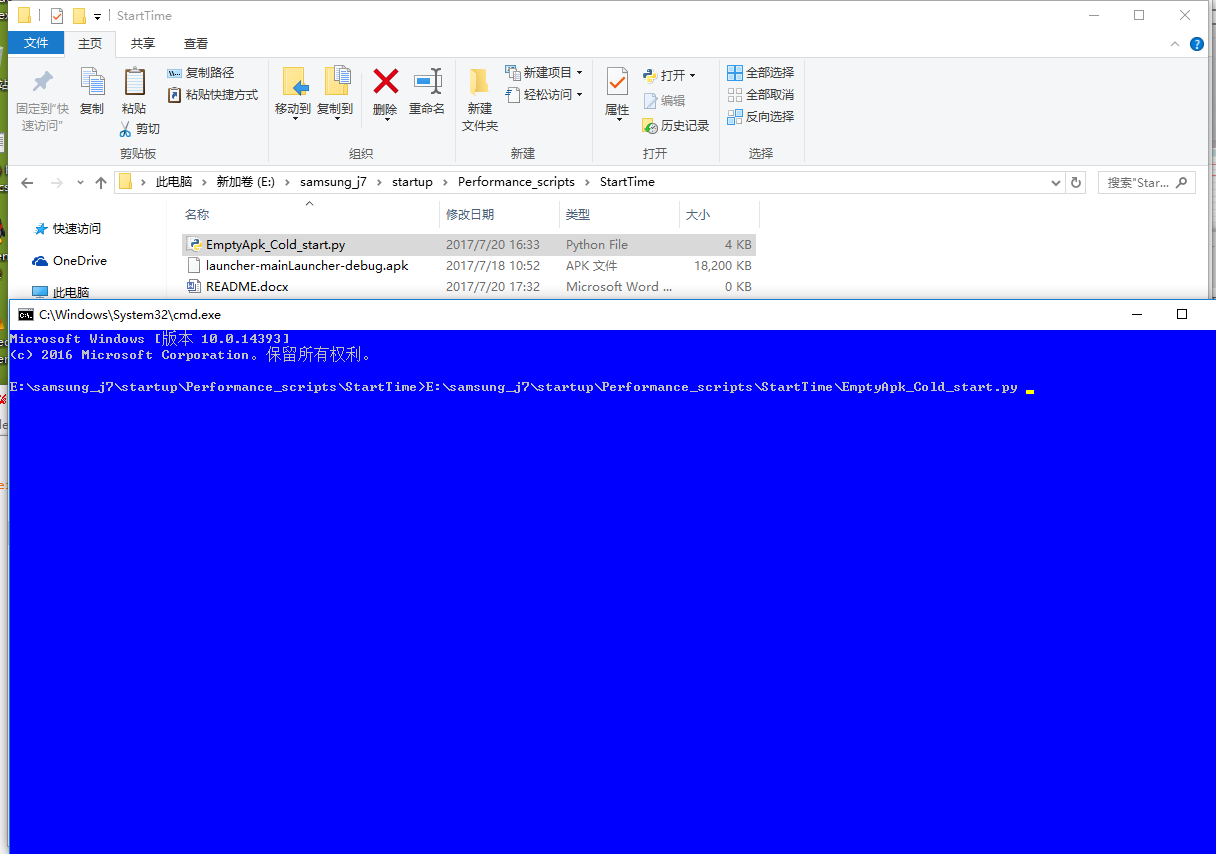 StartTime
文件 主页 共享 查看
固定到"快速访问"
复制
粘贴
复制路径
粘贴快捷方式
剪切
剪贴板
移动到
复制到
删除
重命名
组织
新建
文件夹
新建项目
轻松访问
新建
属性
打开
编辑
历史记录
打开
全部选择
全部取消
反向选择
选择
此电脑 新加卷 (E:) samsung_j7 startup Performance_scripts StartTime
搜索"Star...
快速访问
OneDrive
此电脑
名称 修改日期 类型 大小
EmptyApk_Cold_start.py 2017/7/20 16:33 Python File 4 KB
launcher-mainLauncher-debug.apk 2017/7/18 10:52 APK 文件 18,200 KB
README.docx 2017/7/20 17:32 Microsoft Word ... 0 KB
C:\Windows\System32\cmd.exe
Microsoft Windows [版本 10.0.14393]
(c) 2016 Microsoft Corporation。保留所有权利。
E:\samsung_j7\startup\Performance_scripts\StartTime>E:\samsung_j7\startup\Performance_scripts\StartTime\EmptyApk_Cold_start.py